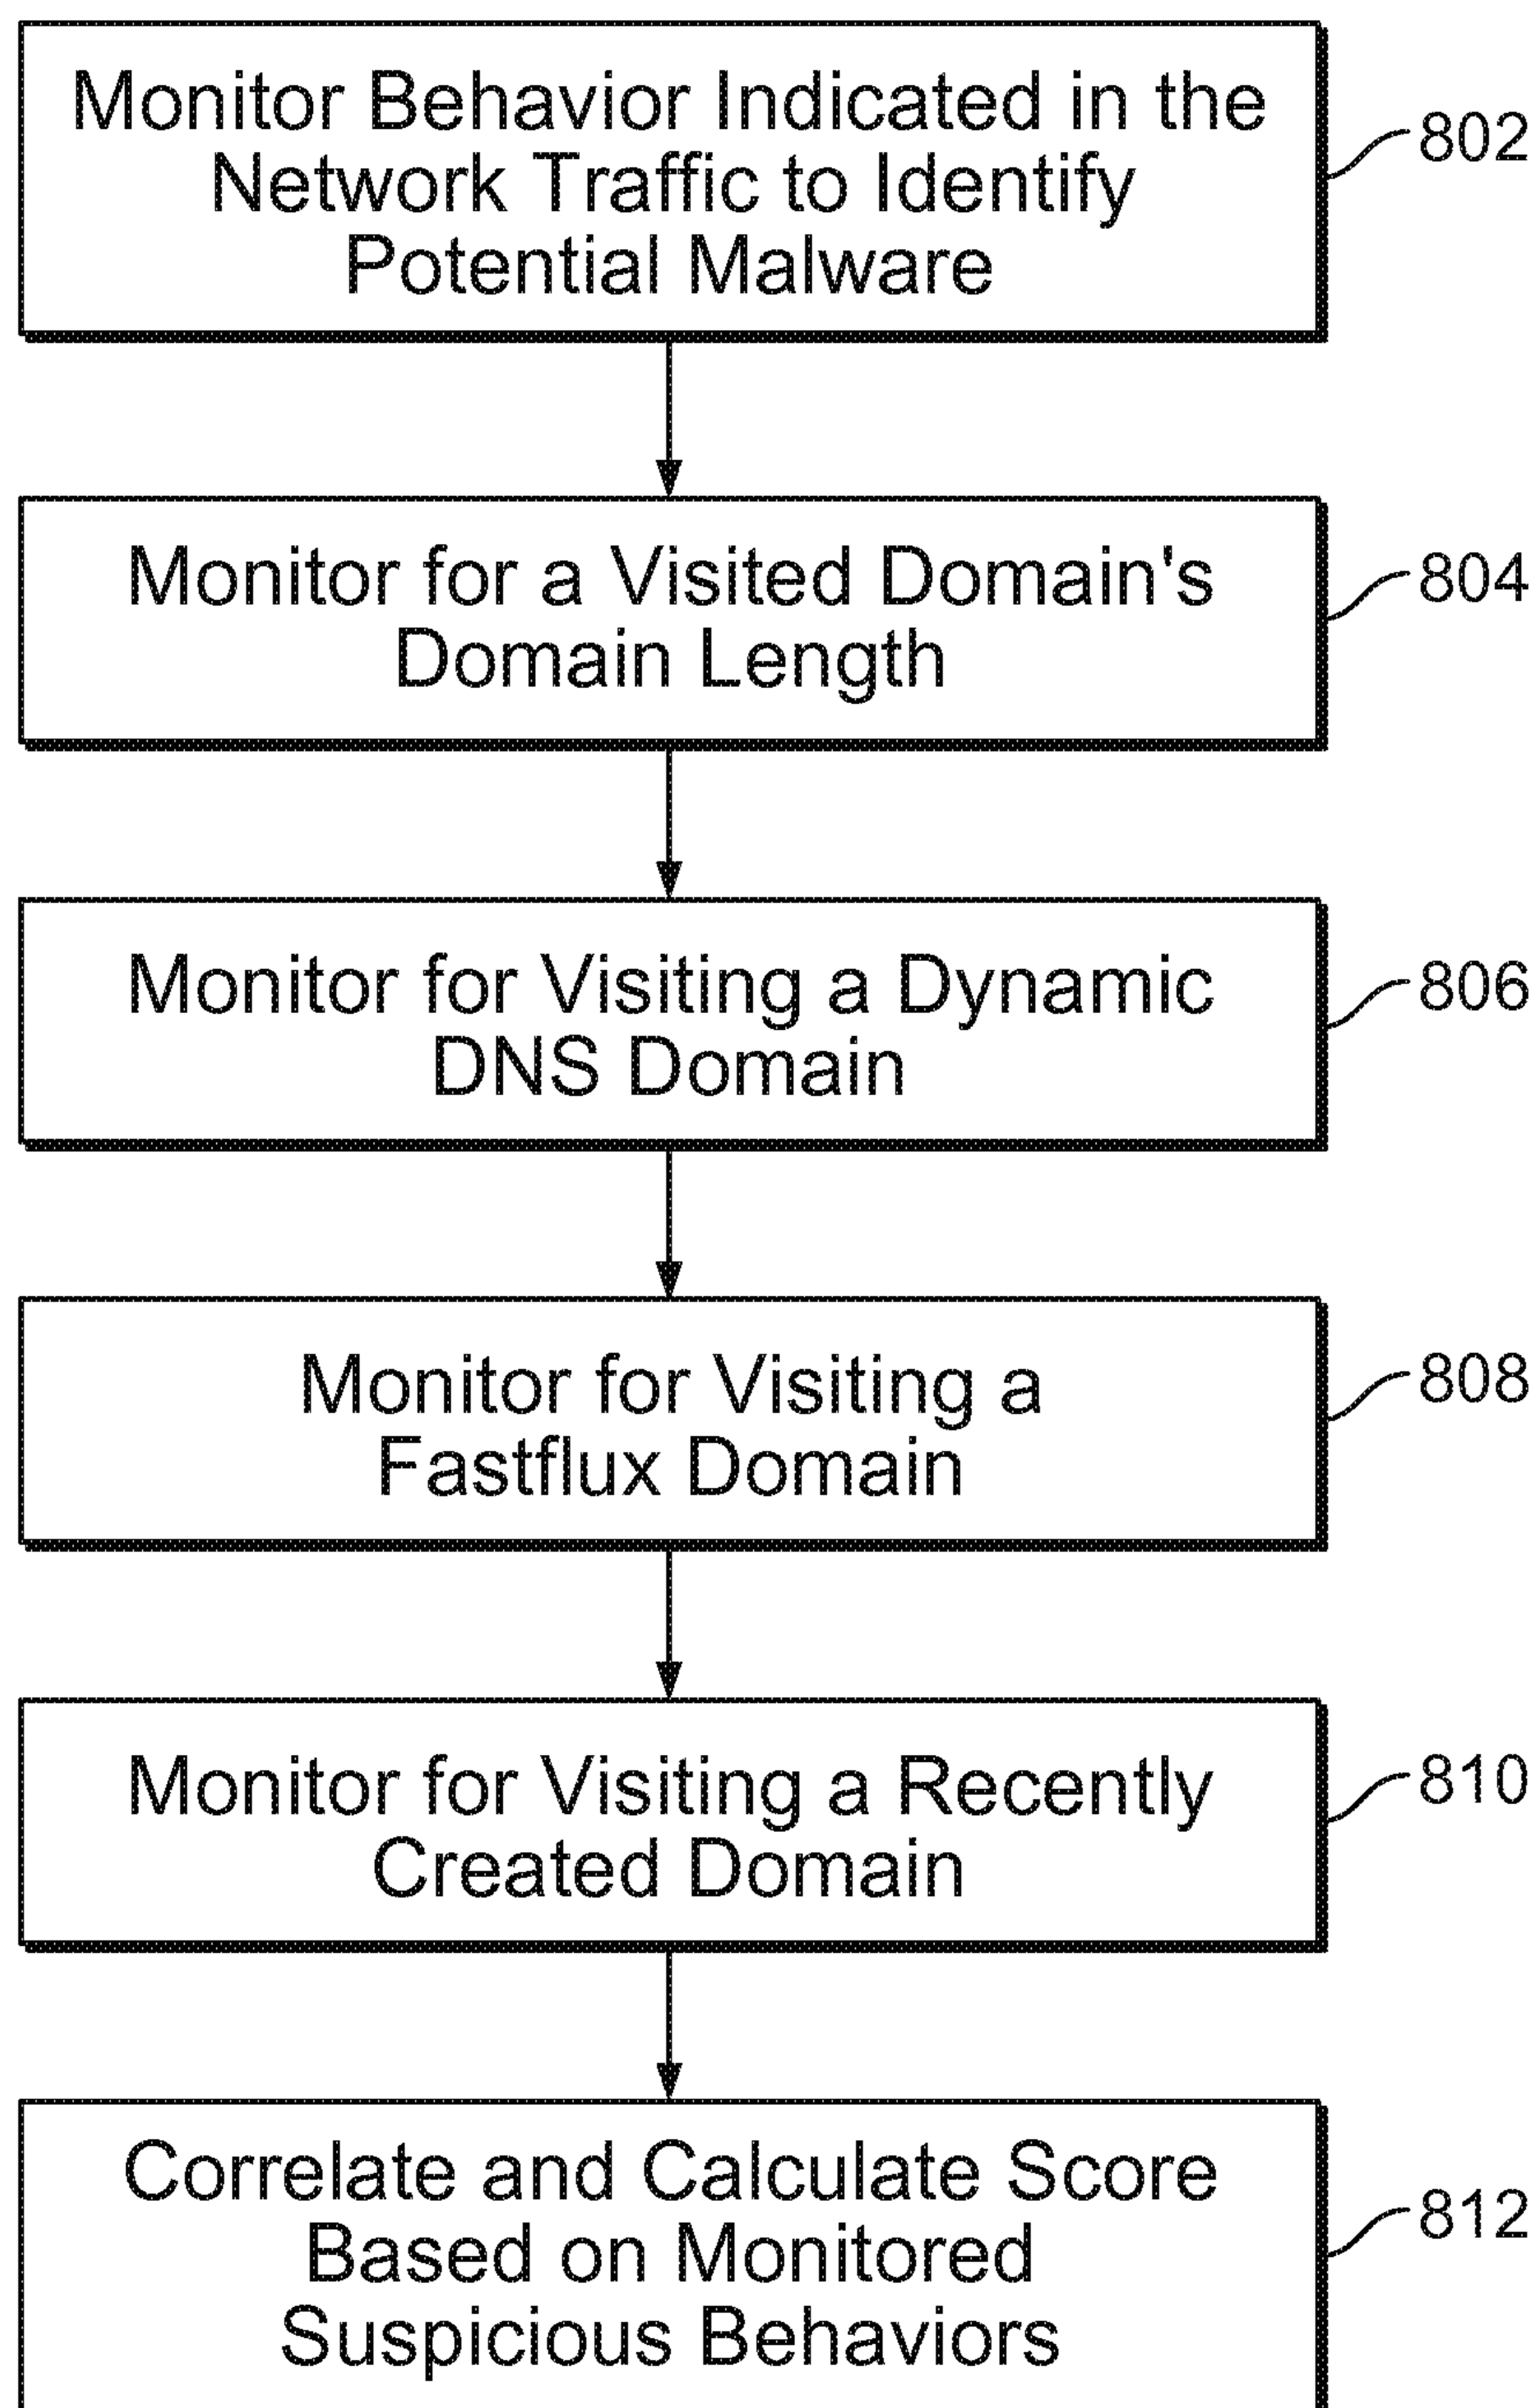 Monitor Behavior Indicated in the
Network Traffic to Identify
Potential Malware
802
Monitor for a Visited Domain's
Domain Length
804
Monitor for Visiting a Dynamic
DNS Domain
806
Monitor for Visiting a
Fastflux Domain
808
Monitor for Visiting a Recently
Created Domain
810
Correlate and Calculate Score
Based on Monitored
Suspicious Behaviors
812